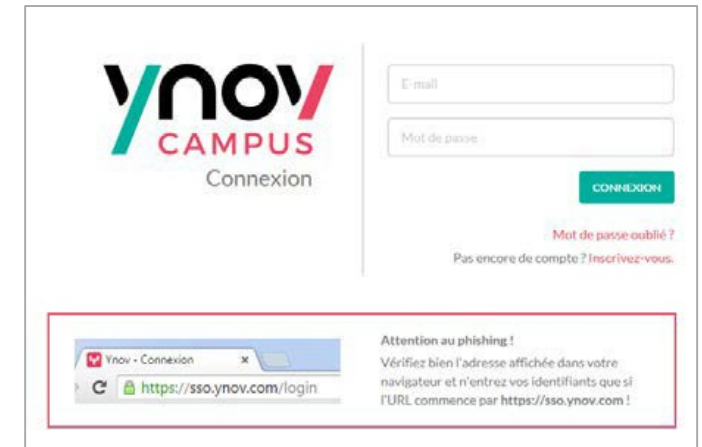 ynov
CAMPUS
Connexion
E-mail
Mot de passe
CONNEXION
Mot de passe oublié ?
Pas encore de compte ? Inscrivez-vous.
Ynov - Connexion
https://sso.ynov.com/login
Attention au phishing !
Vérifiez bien l'adresse affichée dans votre
navigateur et n'entrez vos identifiants que si
l'URL commence par https://sso.ynov.com !